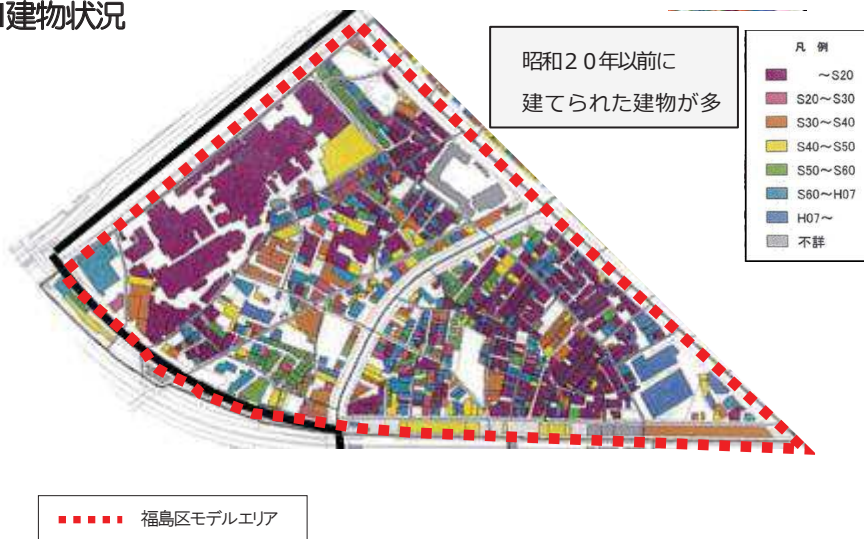 建物状況
昭和20年以前に
建てられた建物が多
凡 例
～S20
S20～S30
S30～S40
S40～S50
S50～S60
S60～H07
H07～
不詳
福島区モデルエリア